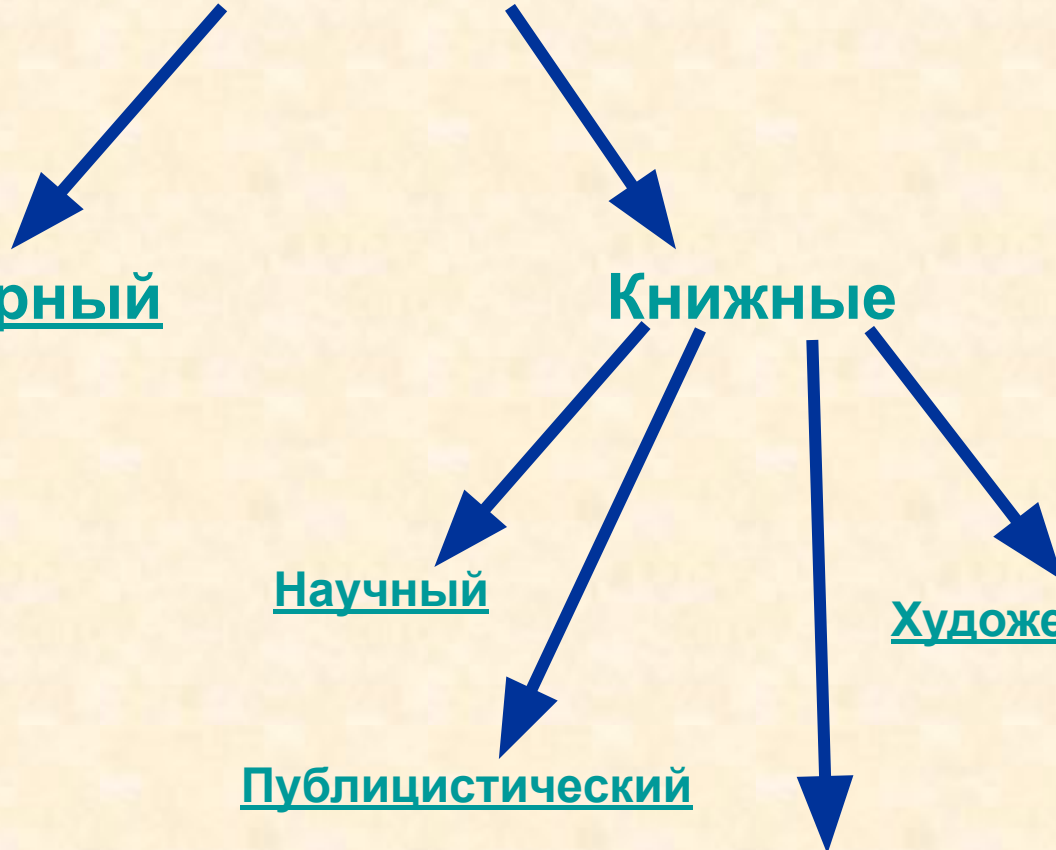 рный
Книжные
Научный
Художе
Публицистический